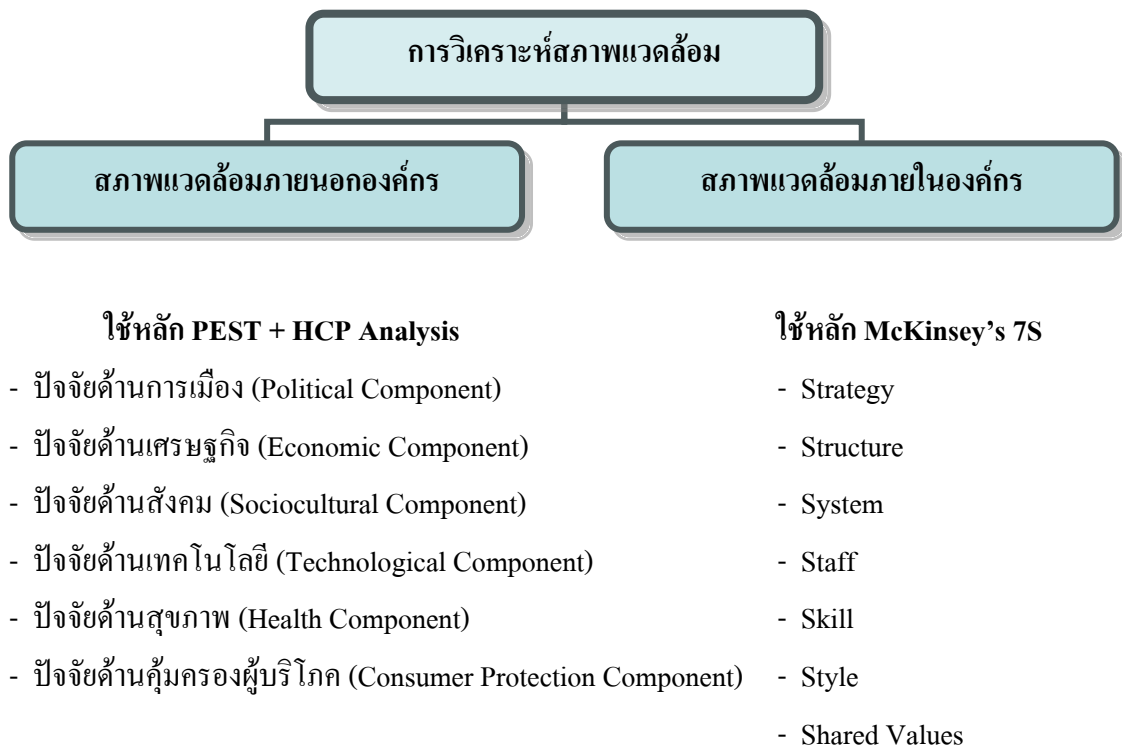 การวิเคราะห์สภาพแวดล้อม
สภาพแวดล้อมภายนอกองค์กร
สภาพแวดล้อมภายในองค์กร
ใช้หลัก PEST + HCP Analysis
- ปัจจัยด้านการเมือง (Political Component)
- ปัจจัยด้านเศรษฐกิจ (Economic Component)
- ปัจจัยด้านสังคม (Sociocultural Component)
- ปัจจัยด้านเทคโนโลยี (Technological Component)
- ปัจจัยด้านสุขภาพ (Health Component)
- ปัจจัยด้านคุ้มครองผู้บริโภค (Consumer Protection Component)
ใช้หลัก McKinsey’s 7S
- Strategy
- Structure
- System
- Staff
- Skill
- Style
- Shared Values